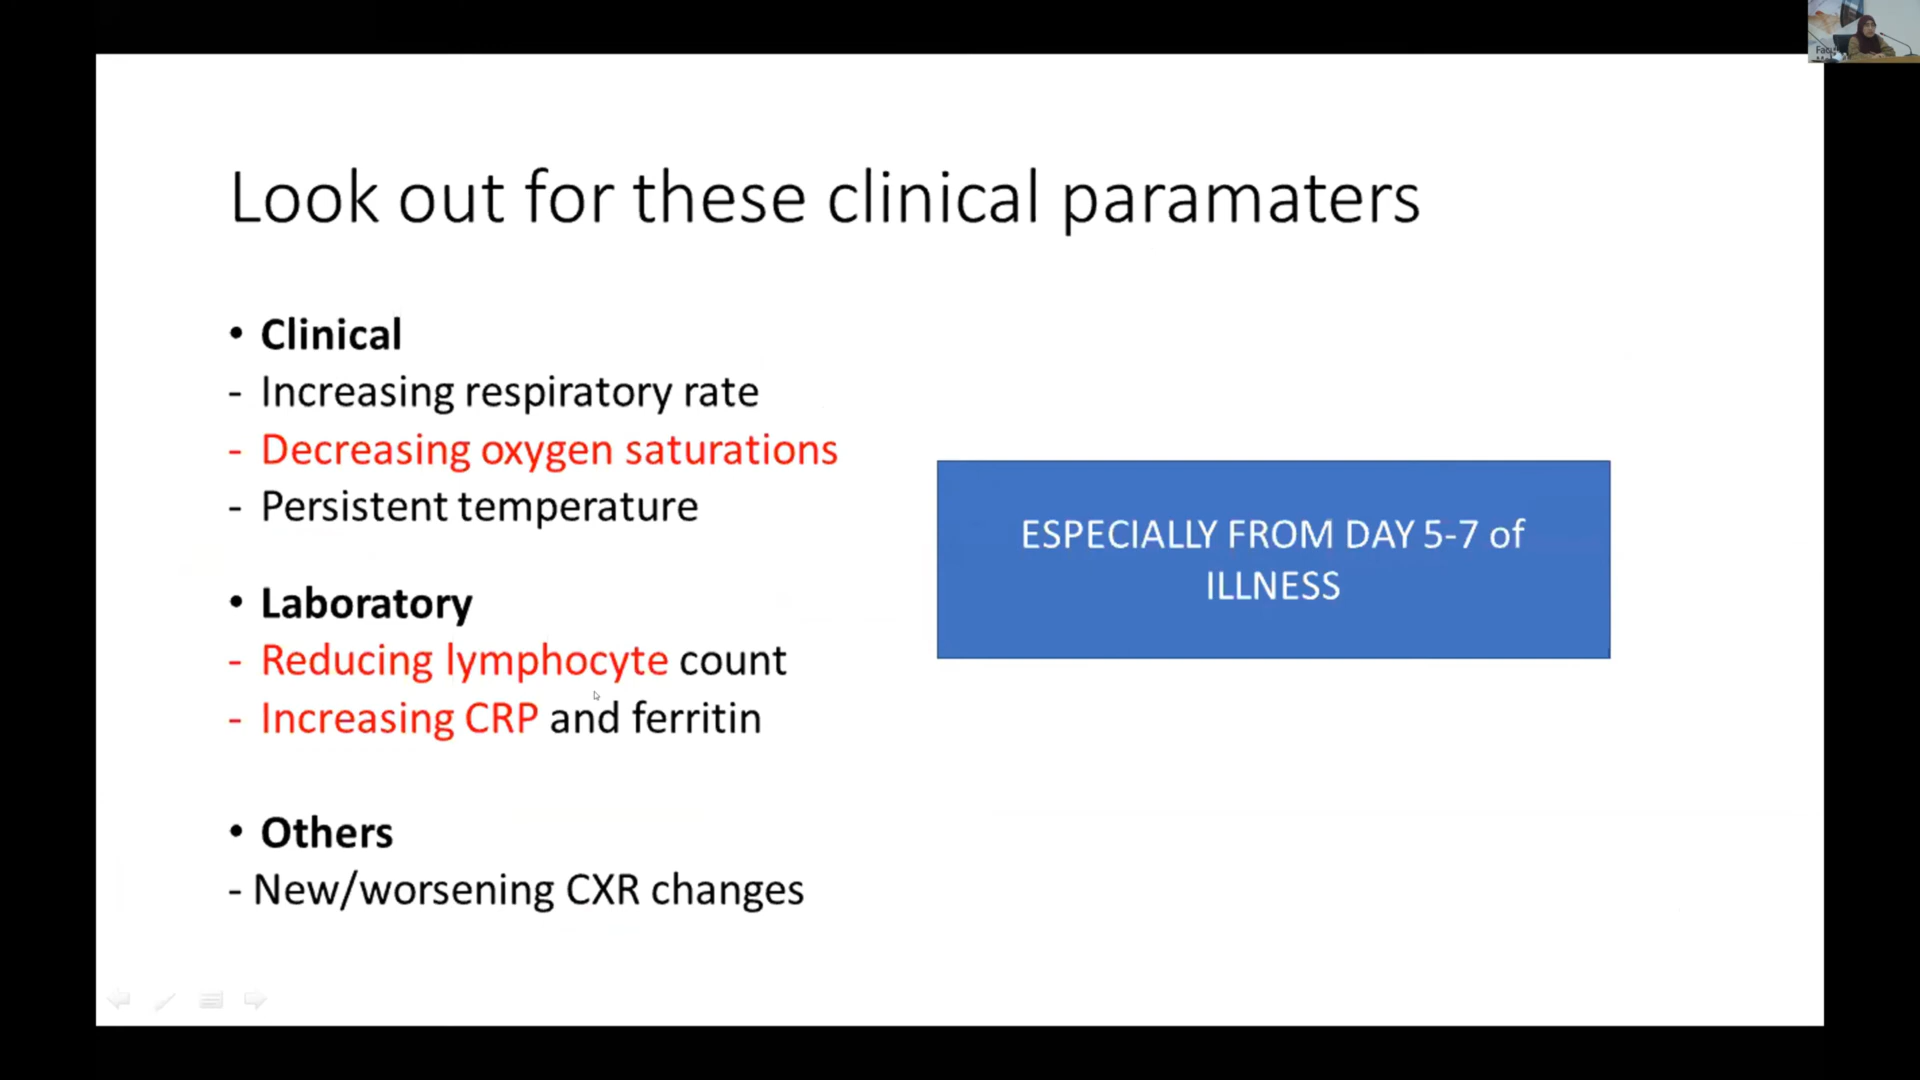 Look out for these clinical paramaters
• Clinical
- Increasing respiratory rate
- Decreasing oxygen saturations
- Persistent temperature
• Laboratory
- Reducing lymphocyte count
- Increasing CRP and ferritin
• Others
- New/worsening CXR changes
ESPECIALLY FROM DAY 5-7 of
ILLNESS